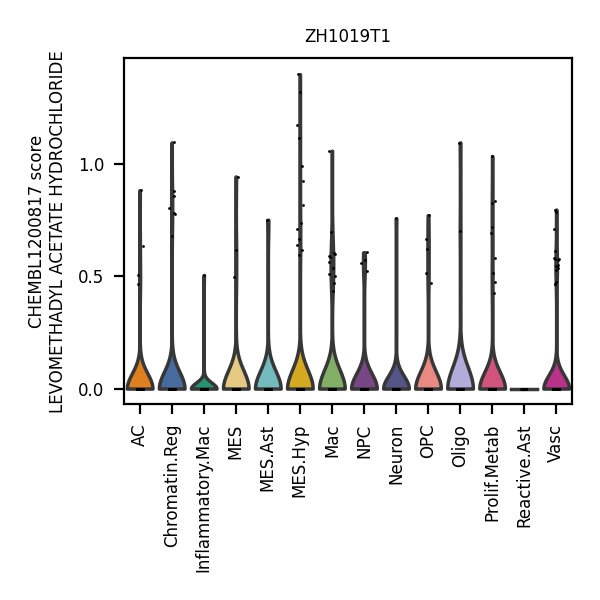 ZH1019T1
CHEMBL1200817 score
LEVOMETHADYL ACETATE HYDROCHLORIDE
1.0
0.5
0.0
AC
Chromatin.Reg
Inflammatory.Mac
MES
MES.Ast
MES.Hyp
Mac
NPC
Neuron
OPC
Oligo
Prolif.Metab
Reactive.Ast
Vasc